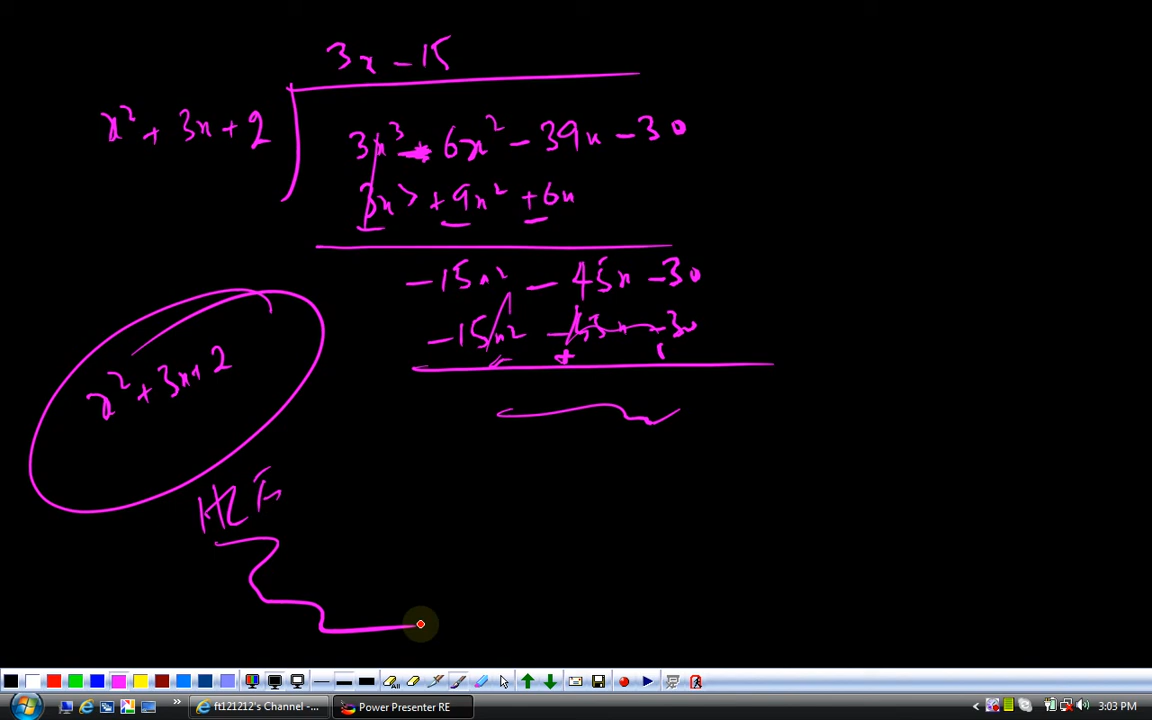 3x - 15
x² + 3x + 2
3x³ - 6x² - 39x - 30
3x³ + 9x² + 6x
-15x² - 45x - 30
-15x² - 45x - 30
+ +
x² + 3x + 2
HCF
All
ft121212's Channel -...
Power Presenter RE
3:03 PM